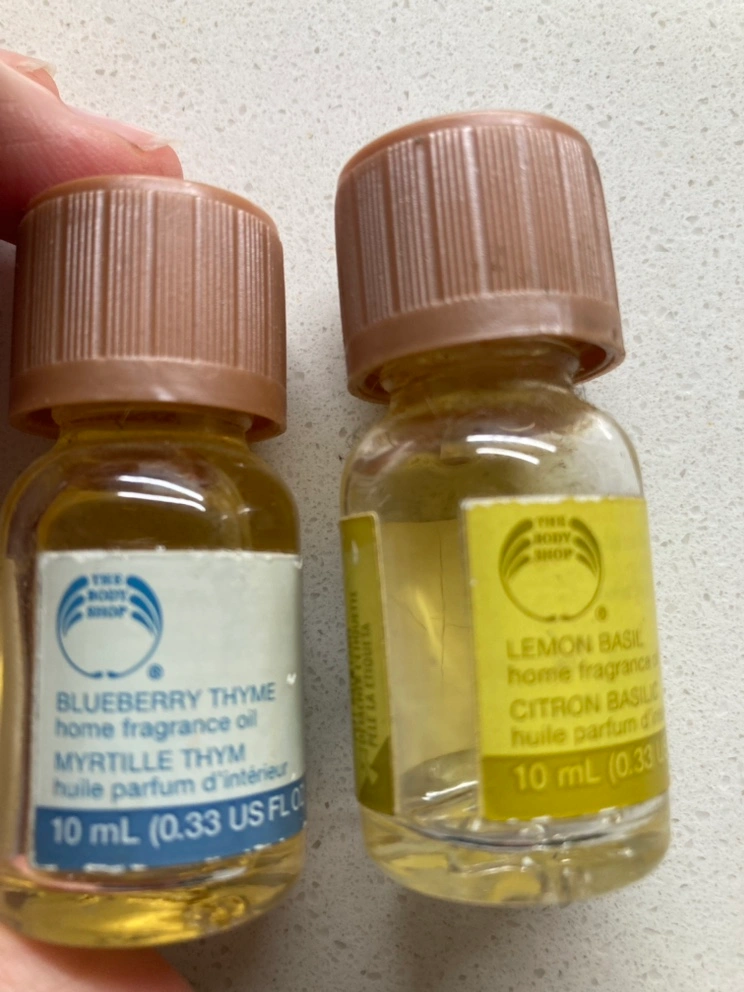 THE
BODY
SHOP
®
BLUEBERRY THYME
home fragrance oil
MYRTILLE THYM
huile parfum d'intérieur
10 mL (0.33 US FL
THE
BODY
SHOP
®
LEMON BASIL
home fragrance
CITRON BASILIC
huile parfum
10 mL (0.33